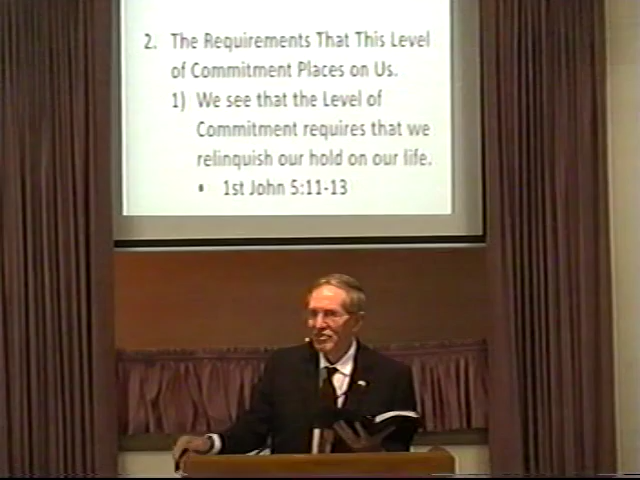 2. The Requirements That This Level
of Commitment Places on Us.
1) We see that the Level of
Commitment requires that we
relinquish our hold on our life.
• 1st John 5:11-13